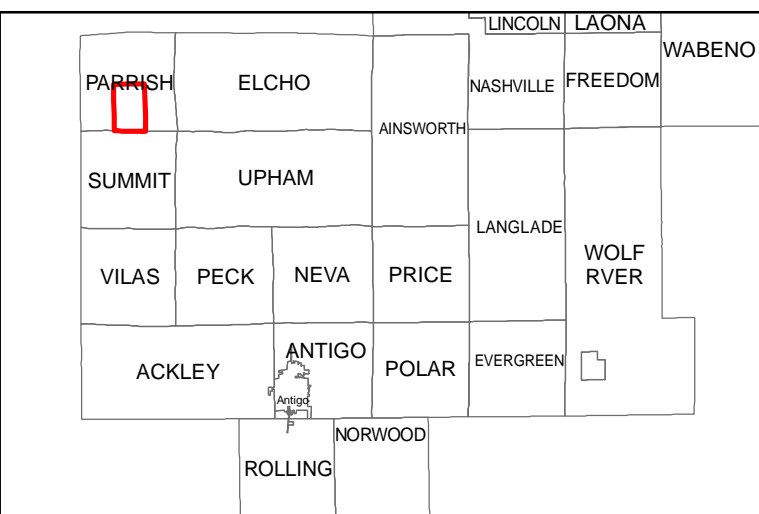 LINCOLN
LAONA
WABENO
PARRISH
ELCHO
NASHVILLE
FREEDOM
AINSWORTH
SUMMIT
UPHAM
LANGLADE
WOLF
RVER
VILAS
PECK
NEVA
PRICE
ANTIGO
ACKLEY
POLAR
EVERGREEN
Antigo
NORWOOD
ROLLING